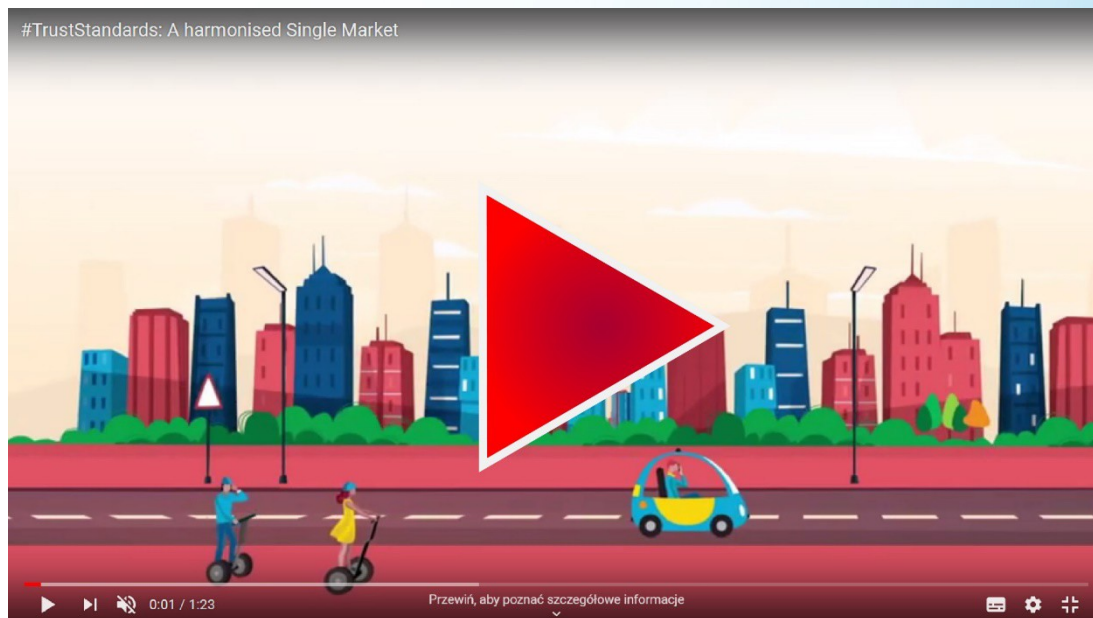 #TrustStandards: A harmonised Single Market
0:01 / 1:23
Przewiń, aby poznać szczegółowe informacje